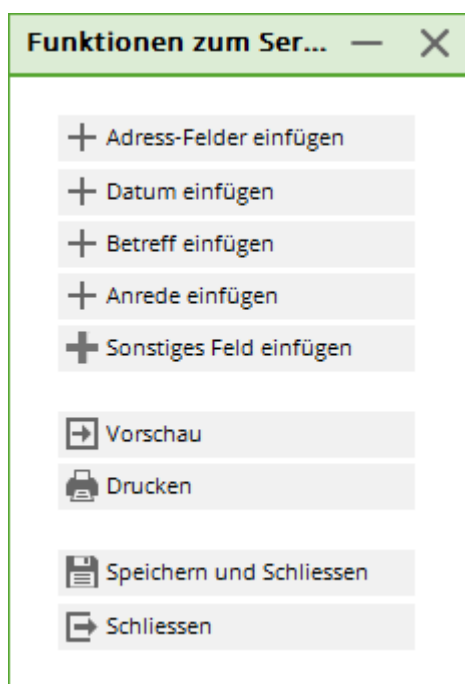 Funktionen zum Ser...
Adress-Felder einfügen
Datum einfügen
Betreff einfügen
Anrede einfügen
Sonstiges Feld einfügen
Vorschau
Drucken
Speichern und Schliessen
Schliessen